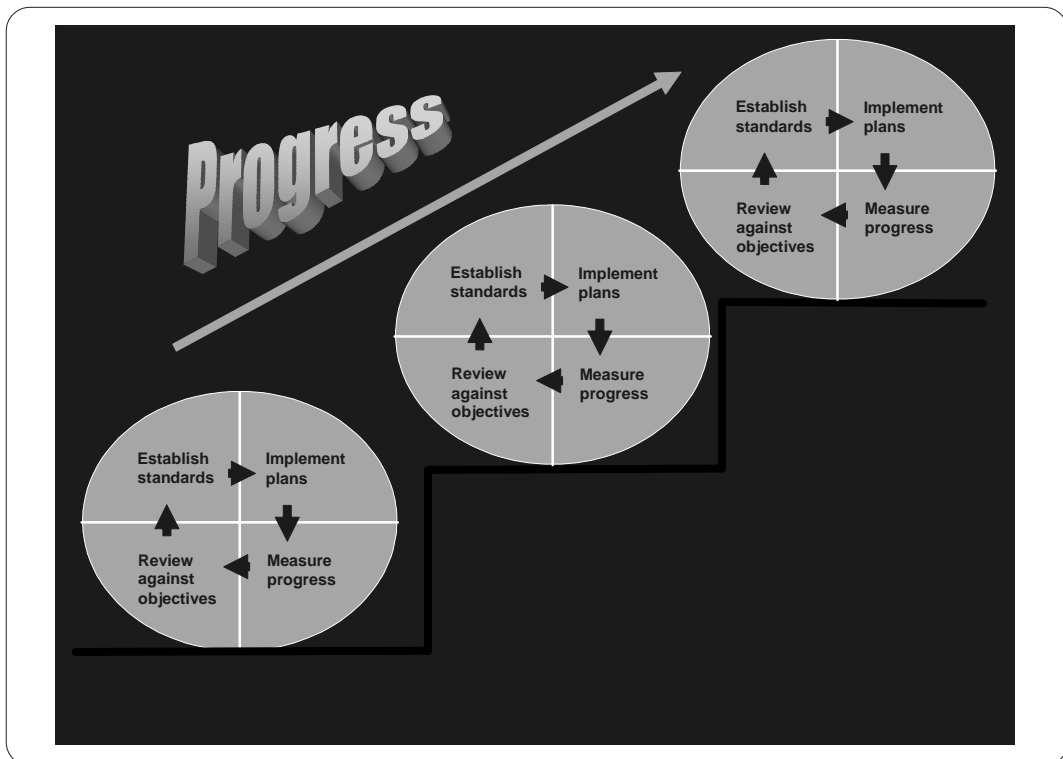 Progress
Establish
standards
Implement
plans
Review
against
objectives
Measure
progress
Establish
standards
Implement
plans
Review
against
objectives
Measure
progress
Establish
standards
Implement
plans
Review
against
objectives
Measure
progress